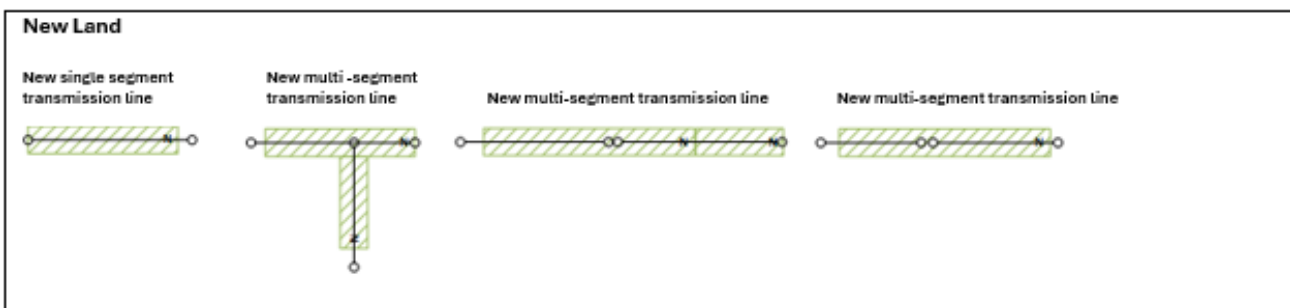 New Land
New single segment
transmission line
New multi -segment
transmission line
New multi-segment transmission line
New multi-segment transmission line
N
N
N
N
N
N